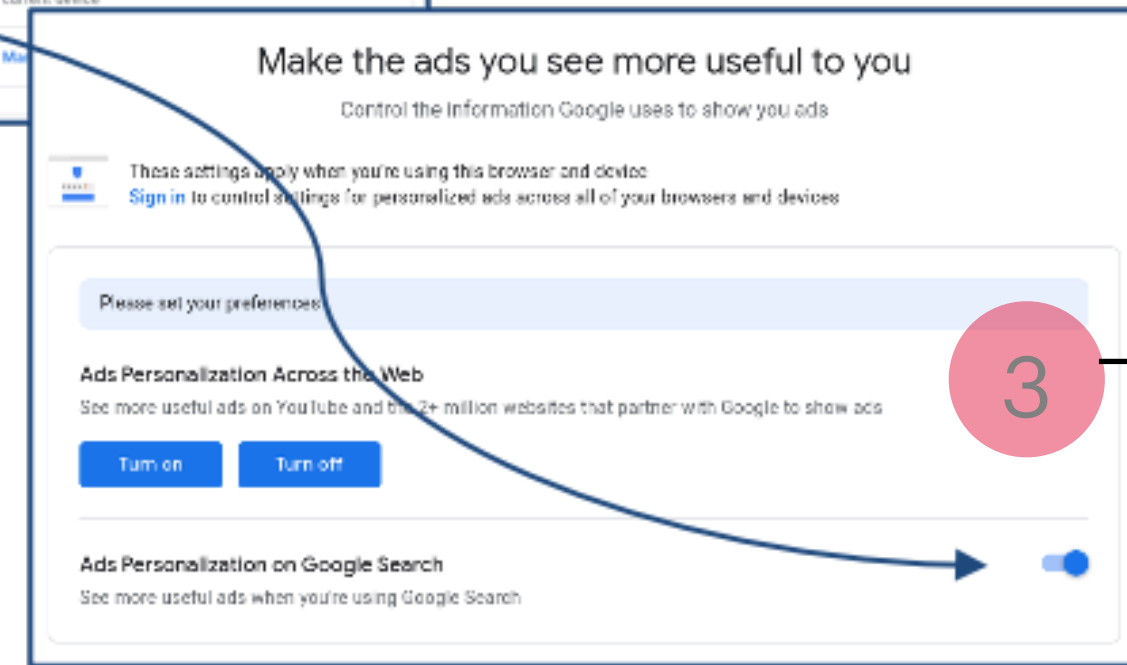 current device
Make the ads you see more useful to you
Control the information Google uses to show you ads
These settings apply when you're using this browser and device
Sign in to control settings for personalized ads across all of your browsers and devices
Please set your preferences
Ads Personalization Across the Web
See more useful ads on YouTube and the 2+ million websites that partner with Google to show ads
3
Turn on
Turn off
Ads Personalization on Google Search
See more useful ads when you're using Google Search